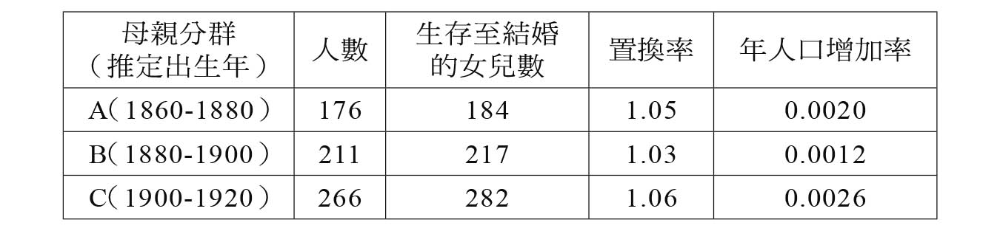 母親分群
（推定出生年）
人數
生存至結婚
的女兒數
置換率
年人口增加率
A（1860-1880） 176 184 1.05 0.0020
B（1880-1900） 211 217 1.03 0.0012
C（1900-1920） 266 282 1.06 0.0026